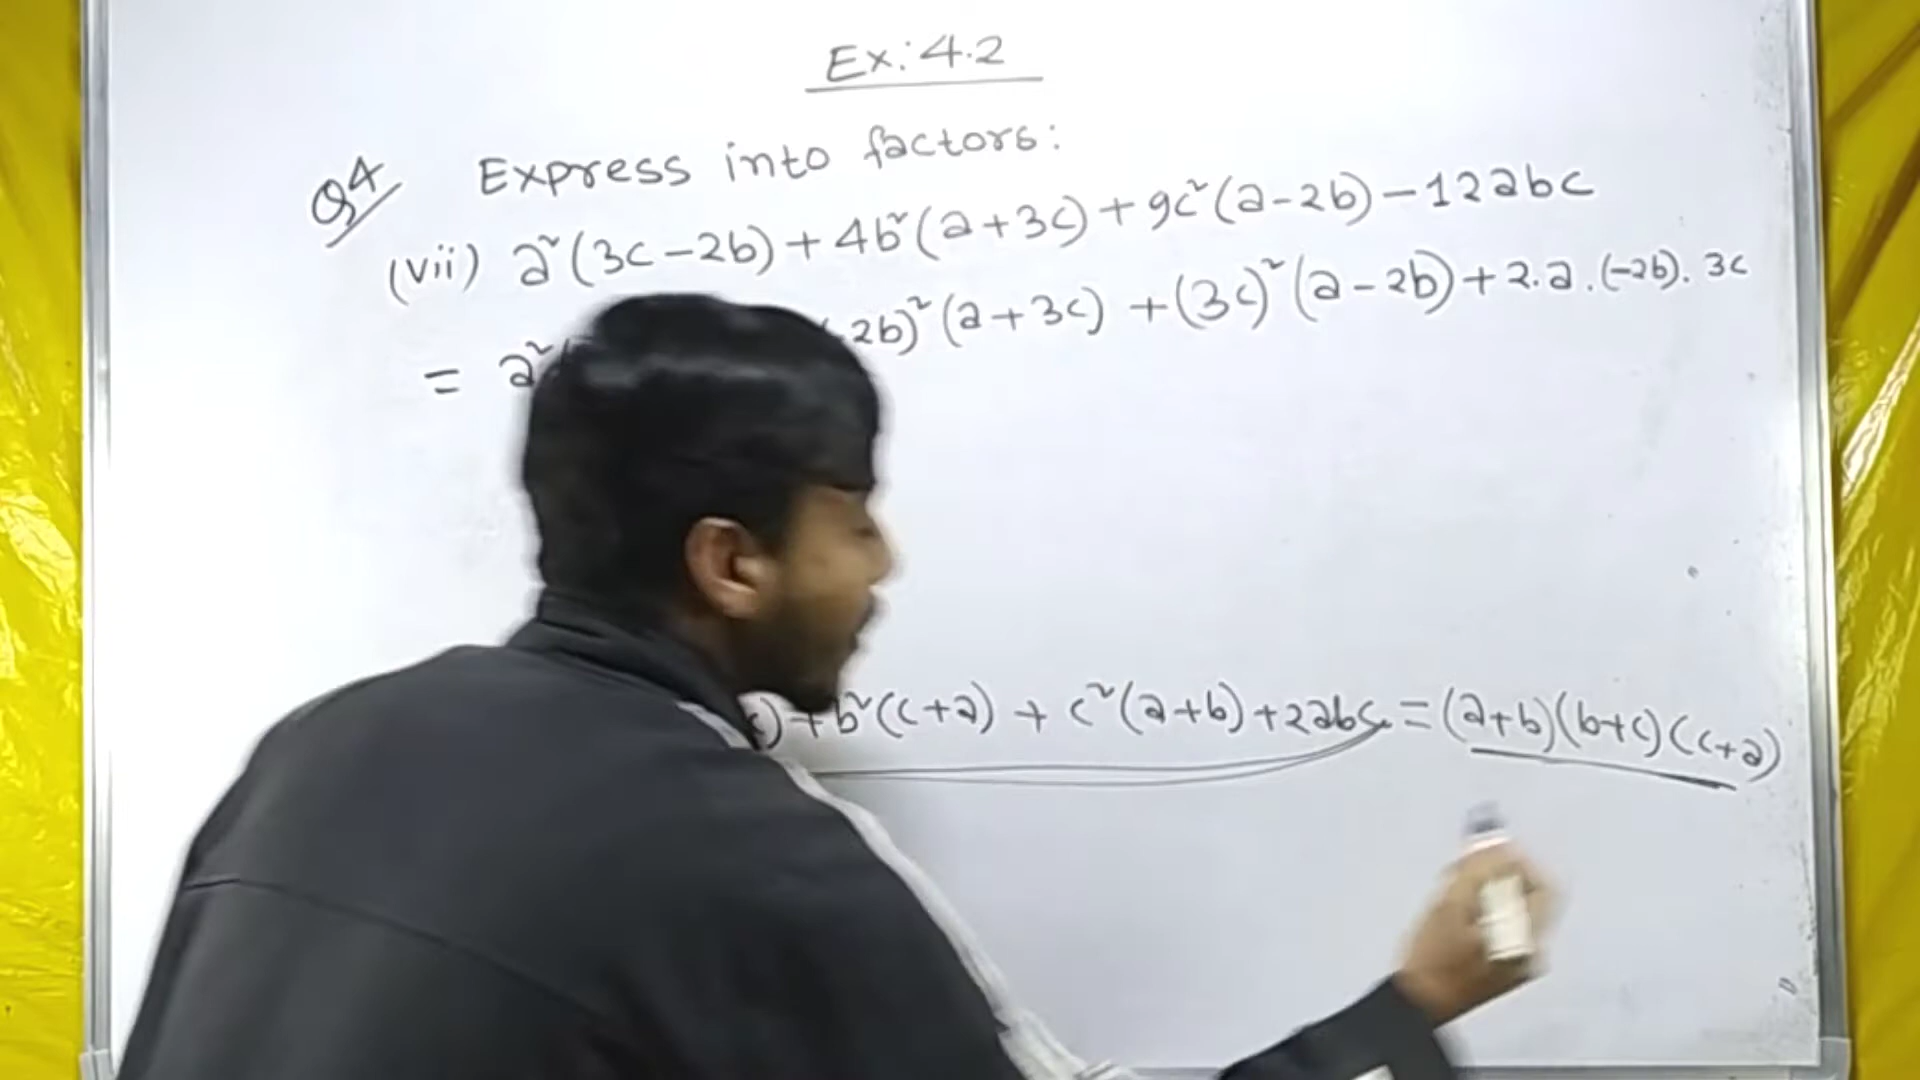 Ex: 4.2
Q4 Express into factors:
(vii) a²(3c-2b)+4b²(a+3c)+9c²(a-2b)-12abc
= a² 2b)²(a+3c) +(3c)²(a-2b)+2.a.(-2b).3c
c)+b²(c+a) + c²(a+b)+2abc=(a+b)(b+c)(c+a)